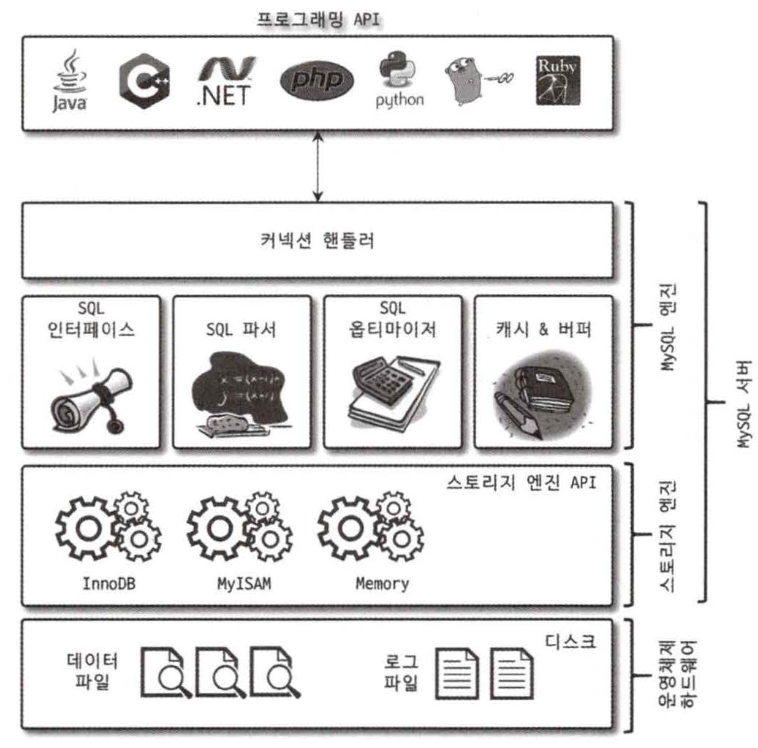 프로그래밍 API
Java
C++
.NET
php
python
GO
Ruby
커넥션 핸들러
MySQL 엔진
MySQL 서버
SQL
인터페이스
SQL 파서
SQL
옵티마이저
캐시 & 버퍼
스토리지 엔진 API
InnoDB
MyISAM
Memory
스토리지 엔진
디스크
데이터
파일
로그
파일
운영체제
하드웨어